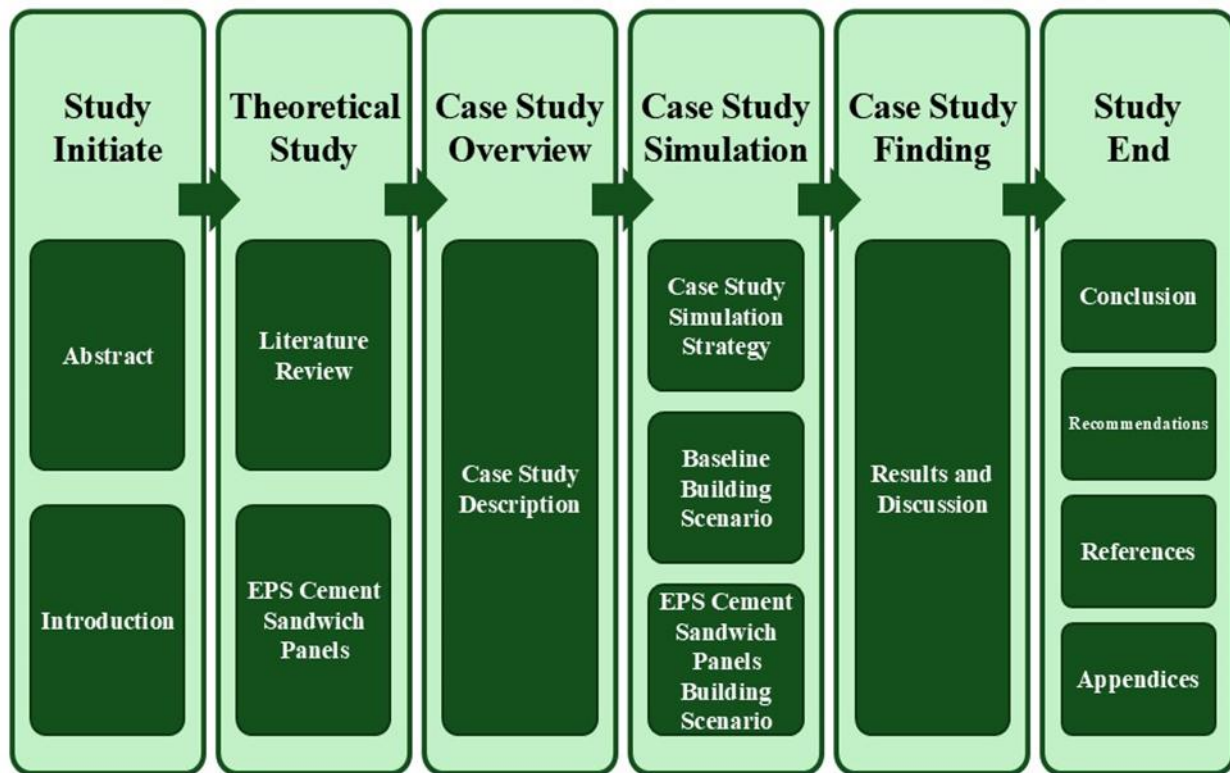 Study
Initiate
Abstract
Introduction
Theoretical
Study
Literature
Review
EPS Cement
Sandwich
Panels
Case Study
Overview
Case Study
Description
Case Study
Simulation
Case Study
Simulation
Strategy
Baseline
Building
Scenario
EPS Cement
Sandwich
Panels
Building
Scenario
Case Study
Finding
Results and
Discussion
Study
End
Conclusion
Recommendations
References
Appendices